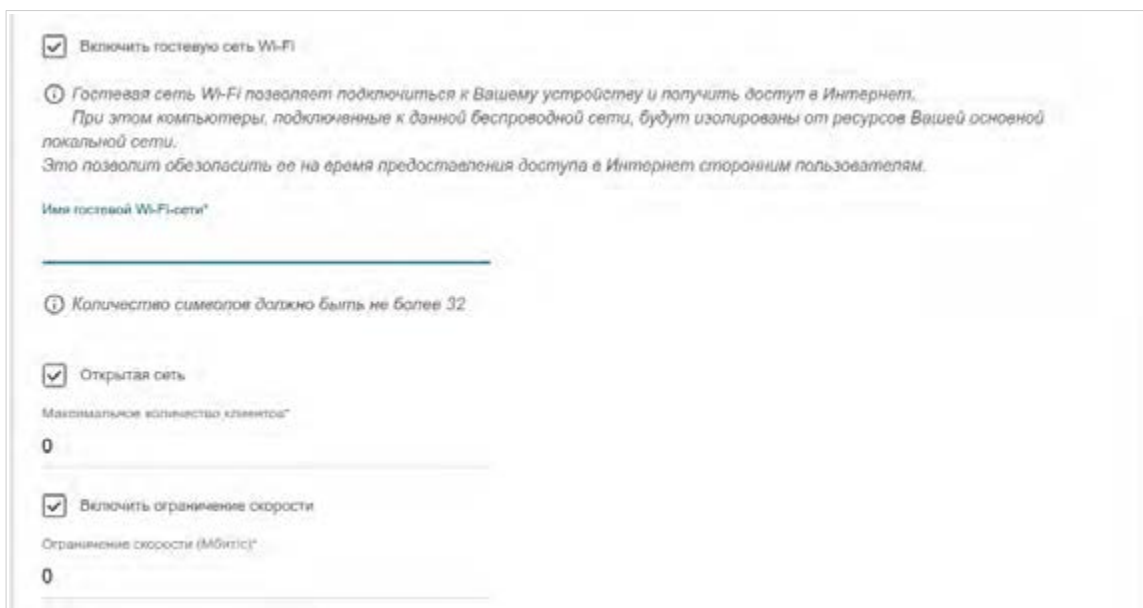 Включить гостевую сеть Wi-Fi
Гостевая сеть Wi-Fi позволяет подключиться к Вашему устройству и получить доступ в Интернет.
При этом компьютеры, подключенные к данной беспроводной сети, будут изолированы от ресурсов Вашей основной
локальной сети.
Это позволит обезопасить ее на время предоставления доступа в Интернет сторонним пользователям.
Имя гостевой Wi-Fi-сети*
Количество символов должно быть не более 32
Открытая сеть
Максимальное количество клиентов*
0
Включить ограничение скорости
Ограничение скорости (Мбит/с)*
0